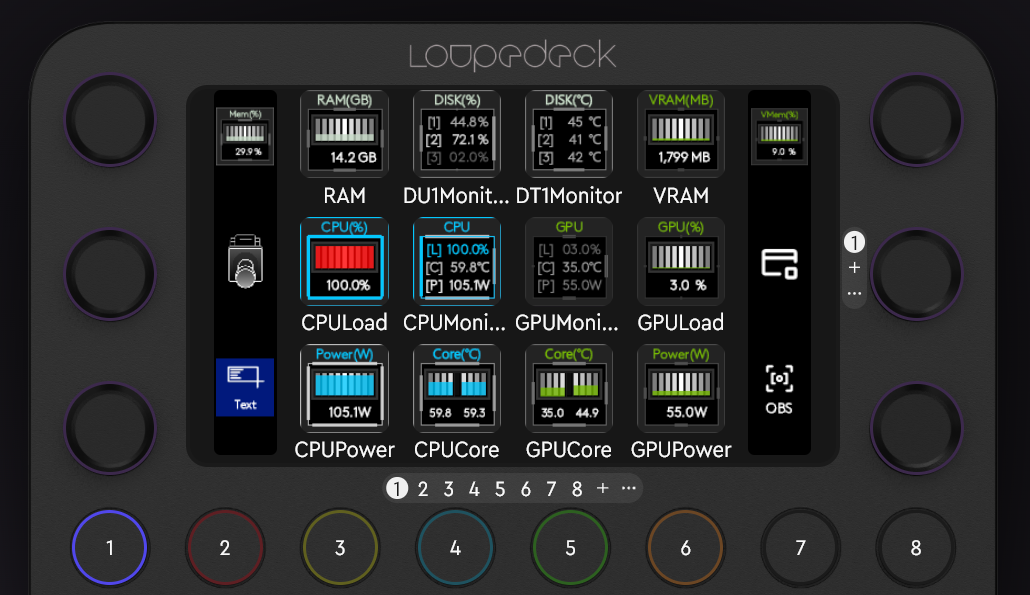 Loupedeck
Mem(%)
29.9 %
RAM(GB)
14.2 GB
RAM
DISK(%)
[1] 44.8%
[2] 72.1 %
[3] 02.0%
DU1Monit...
DISK(℃)
[1] 45 ℃
[2] 41 ℃
[3] 42 ℃
DT1Monitor
VRAM(MB)
1,799 MB
VRAM
VMem(%)
9.0 %
CPU(%)
100.0%
CPULoad
CPU
[L] 100.0%
[C] 59.8℃
[P] 105.1W
CPUMoni...
GPU
[L] 03.0%
[C] 35.0℃
[P] 55.0W
GPUMoni...
GPU(%)
3.0 %
GPULoad
1
+
...
Text
Power(W)
105.1W
CPUPower
Core(℃)
59.8 59.3
CPUCore
Core(℃)
35.0 44.9
GPUCore
Power(W)
55.0W
GPUPower
OBS
1 2 3 4 5 6 7 8 + ...
1 2 3 4 5 6 7 8